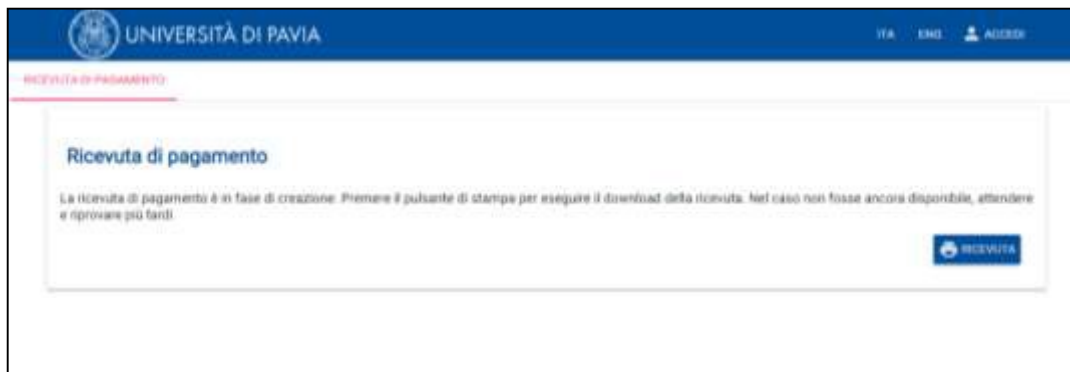 UNIVERSITÀ DI PAVIA
ITA ENG ACCEDI
RICEVUTA DI PAGAMENTO
Ricevuta di pagamento
La ricevuta di pagamento è in fase di creazione. Premere il pulsante di stampa per eseguire il download della ricevuta. Nel caso non fosse ancora disponibile, attendere
e riprovare più tardi.
RICEVUTA